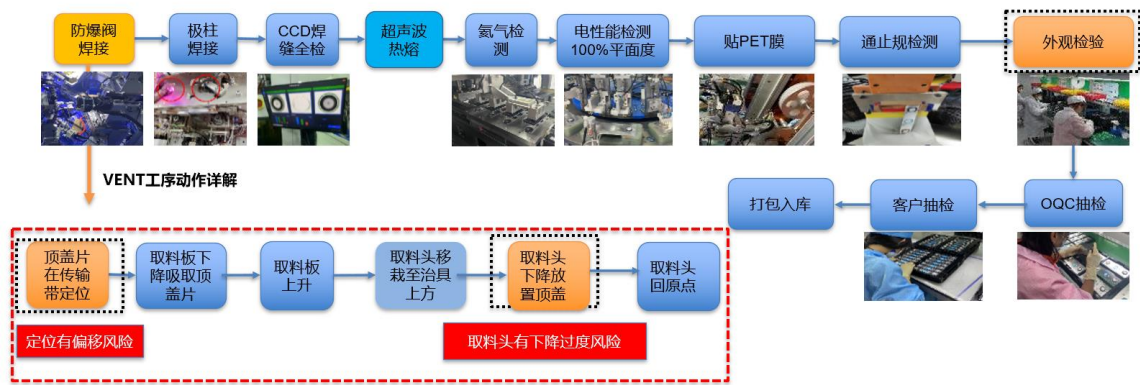 防爆阀
焊接
极柱
焊接
CCD焊
缝全检
超声波
热熔
氦气检
测
电性能检测
100%平面度
贴PET膜
通止规检测
外观检验
VENT工序动作详解
打包入库
客户抽检
OQC抽检
顶盖片
在传输
带定位
取料板下
降吸取顶
盖片
取料板
上升
取料头移
栽至治具
上方
取料头
下降放
置顶盖
取料头
回原点
定位有偏移风险
取料头有下降过度风险